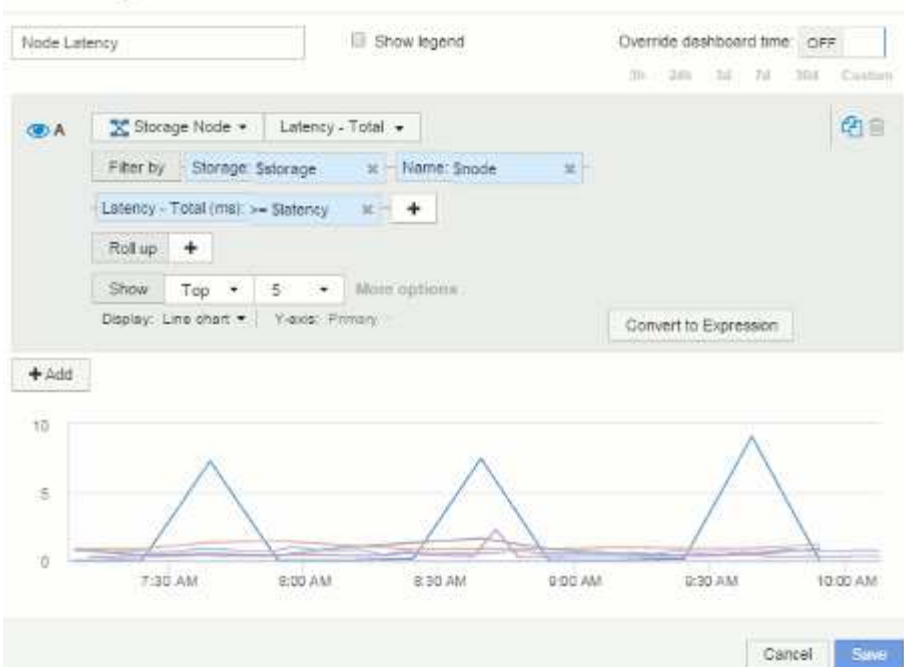 Node Latency Show legend Override dashboard time: OFF
3h 24h 3d 7d 30d Custom
A Storage Node Latency - Total
Filter by Storage: $storage Name: $node
Latency - Total (ms): >= $latency +
Roll up +
Show Top 5 More options
Display: Line chart Y-axis: Primary Convert to Expression
+ Add
10
5
0
7:30 AM 8:00 AM 8:30 AM 9:00 AM 9:30 AM 10:00 AM
Cancel Save